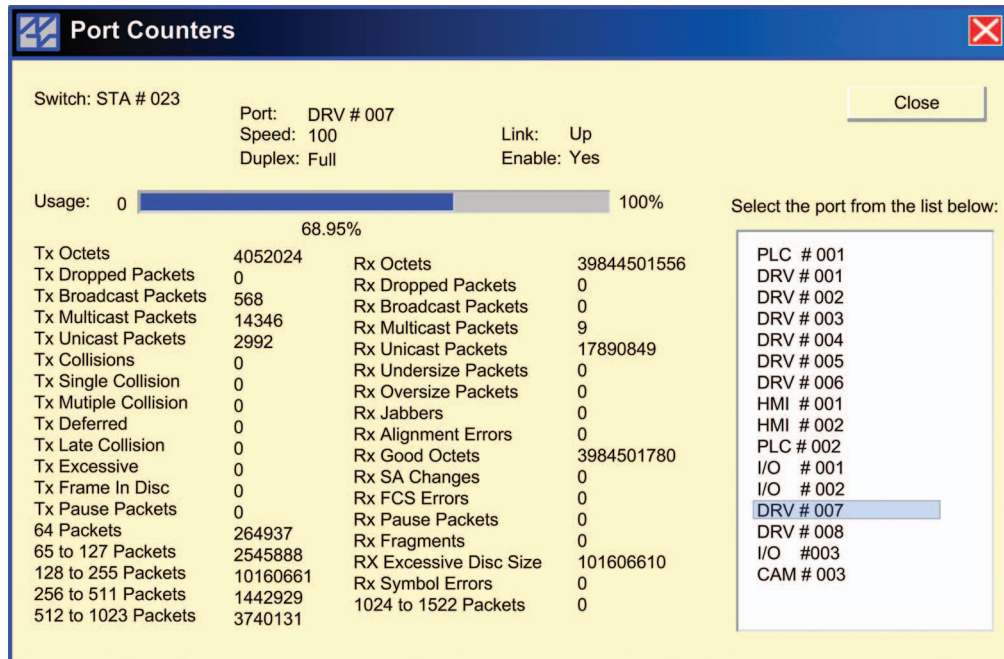 Port Counters
Switch: STA # 023
Close
Port: DRV # 007
Speed: 100
Link: Up
Duplex: Full
Enable: Yes
Usage: 0 100%
68.95%
Tx Octets 4052024
Tx Dropped Packets 0
Tx Broadcast Packets 568
Tx Multicast Packets 14346
Tx Unicast Packets 2992
Tx Collisions 0
Tx Single Collision 0
Tx Mutiple Collision 0
Tx Deferred 0
Tx Late Collision 0
Tx Excessive 0
Tx Frame In Disc 0
Tx Pause Packets 0
64 Packets 264937
65 to 127 Packets 2545888
128 to 255 Packets 10160661
256 to 511 Packets 1442929
512 to 1023 Packets 3740131
Rx Octets 39844501556
Rx Dropped Packets 0
Rx Broadcast Packets 0
Rx Multicast Packets 9
Rx Unicast Packets 17890849
Rx Undersize Packets 0
Rx Oversize Packets 0
Rx Jabbers 0
Rx Alignment Errors 0
Rx Good Octets 3984501780
Rx SA Changes 0
Rx FCS Errors 0
Rx Pause Packets 0
Rx Fragments 0
RX Excessive Disc Size 101606610
Rx Symbol Errors 0
1024 to 1522 Packets 0
Select the port from the list below:
PLC # 001
DRV # 001
DRV # 002
DRV # 003
DRV # 004
DRV # 005
DRV # 006
HMI # 001
HMI # 002
PLC # 002
I/O # 001
I/O # 002
DRV # 007
DRV # 008
I/O #003
CAM # 003